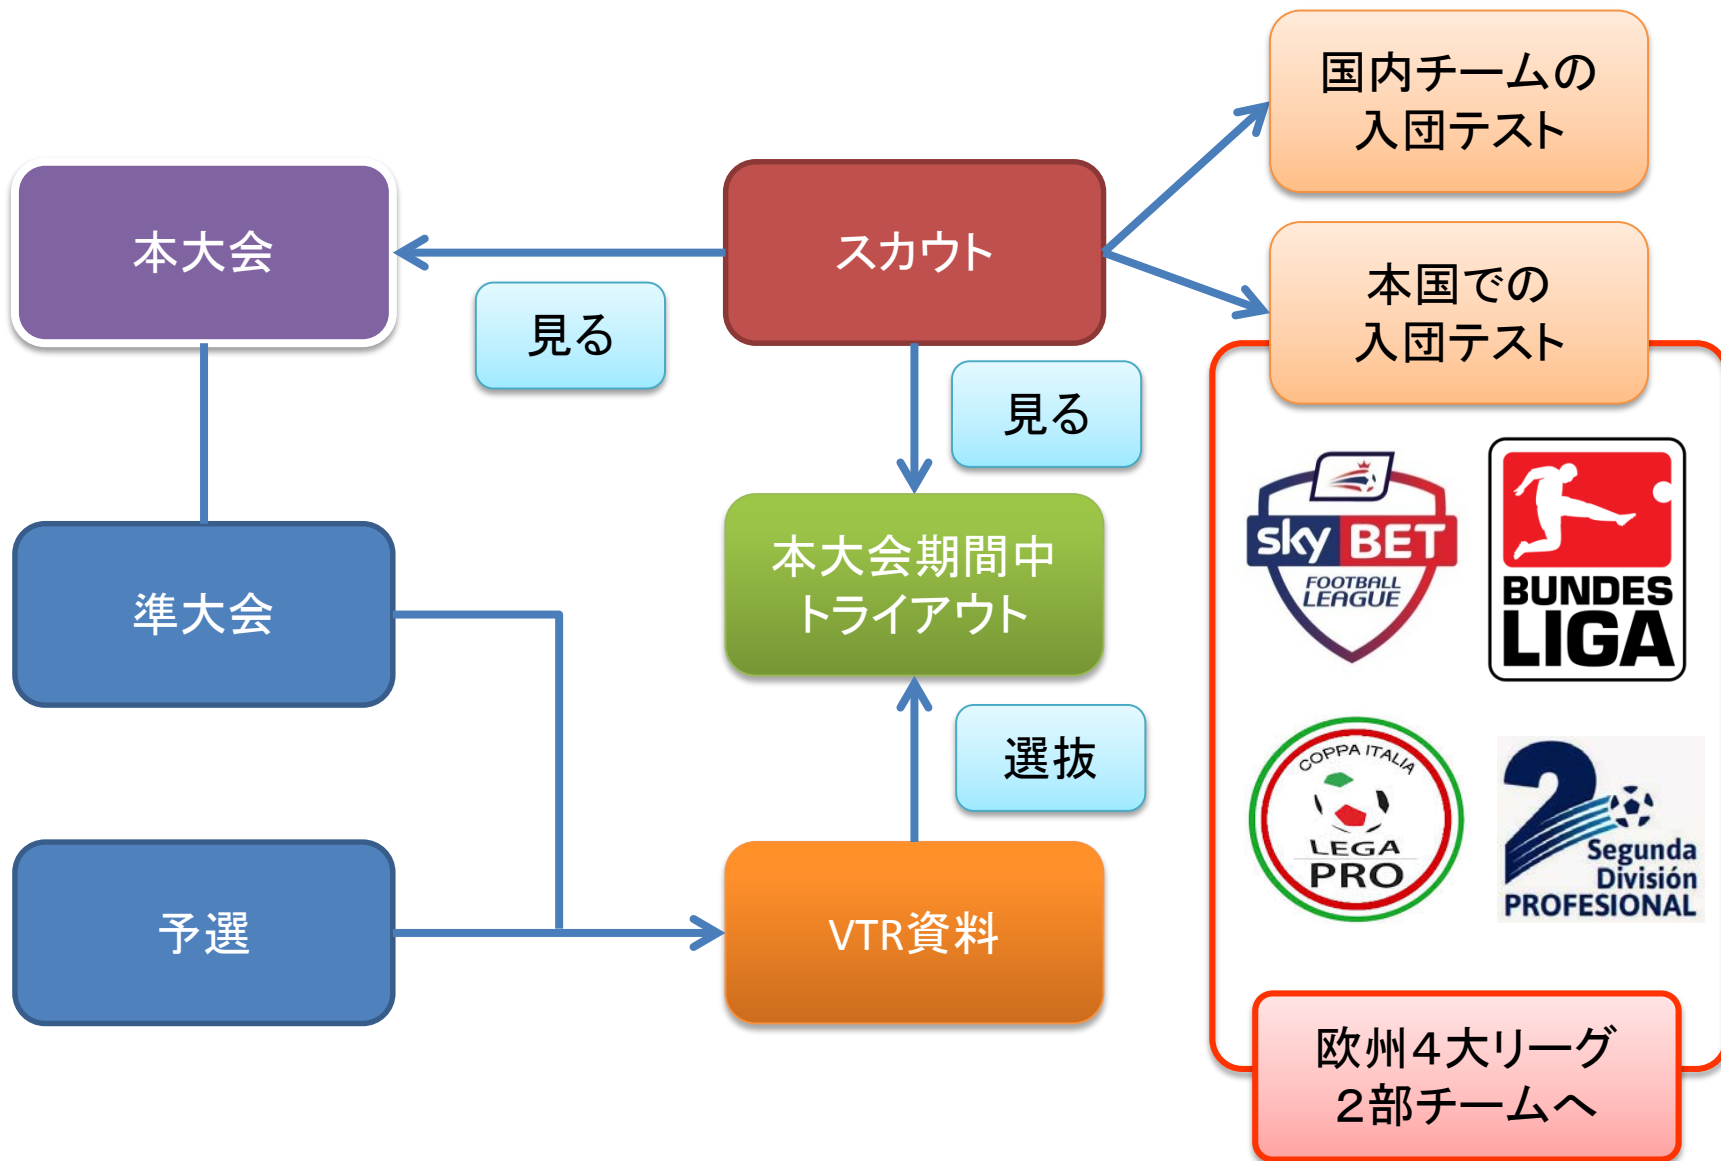 国内チームの
入団テスト
本大会
スカウト
本国での
入団テスト
見る
見る
sky BET
FOOTBALL
LEAGUE
BUNDES
LIGA
準大会
本大会期間中
トライアウト
選抜
COPPA ITALIA
LEGA
PRO
2
Segunda
División
PROFESIONAL
予選
VTR資料
欧州4大リーグ
2部チームへ